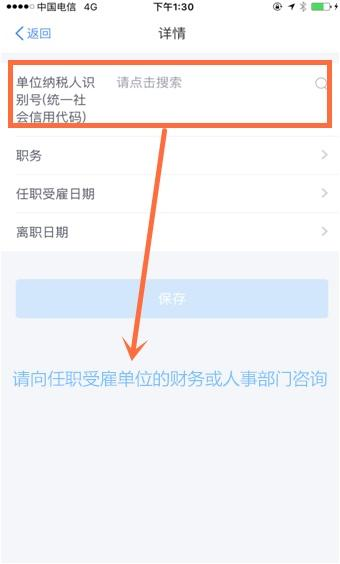 中国电信 4G 下午1:30
返回 详情
单位纳税人识 请点击搜索
别号(统一社
会信用代码)
职务
任职受雇日期
离职日期
保存
请向任职受雇单位的财务或人事部门咨询